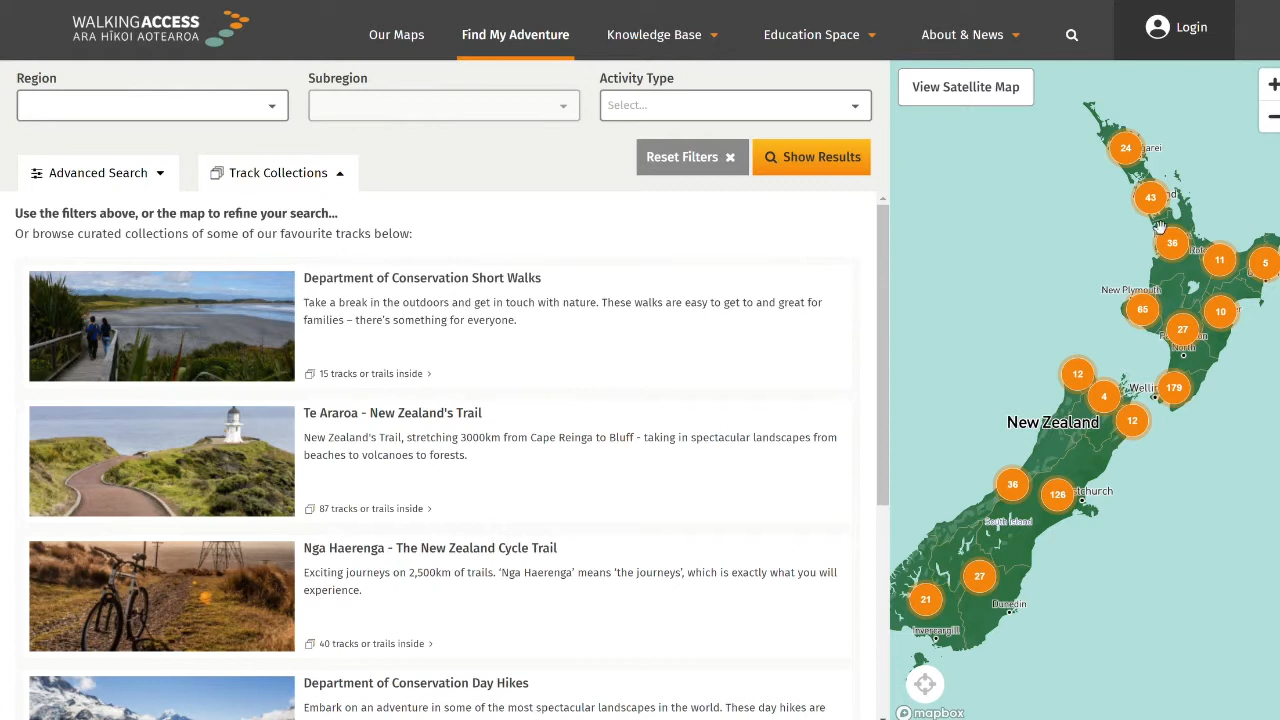 WALKING ACCESS
ARA HĪKOI AOTEAROA
Our Maps
Find My Adventure
Knowledge Base
Education Space
About & News
Login
Region
Subregion
Activity Type
Select...
Reset Filters
Show Results
Advanced Search
Track Collections
Use the filters above, or the map to refine your search...
Or browse curated collections of some of our favourite tracks below:
Department of Conservation Short Walks
Take a break in the outdoors and get in touch with nature. These walks are easy to get to and great for
families – there's something for everyone.
15 tracks or trails inside
Te Araroa - New Zealand's Trail
New Zealand's Trail, stretching 3000km from Cape Reinga to Bluff - taking in spectacular landscapes from
beaches to volcanoes to forests.
87 tracks or trails inside
Nga Haerenga - The New Zealand Cycle Trail
Exciting journeys on 2,500km of trails. ‘Nga Haerenga’ means ‘the journeys’, which is exactly what you will
experience.
40 tracks or trails inside
Department of Conservation Day Hikes
Embark on an adventure in some of the most spectacular landscapes in the world. These day hikes are
View Satellite Map
24
43
36
11
5
New Plymouth
65
10
27
North
12
179
4
12
New Zealand
36
126
South Island
27
21
Dunedin
Invercargill
mapbox